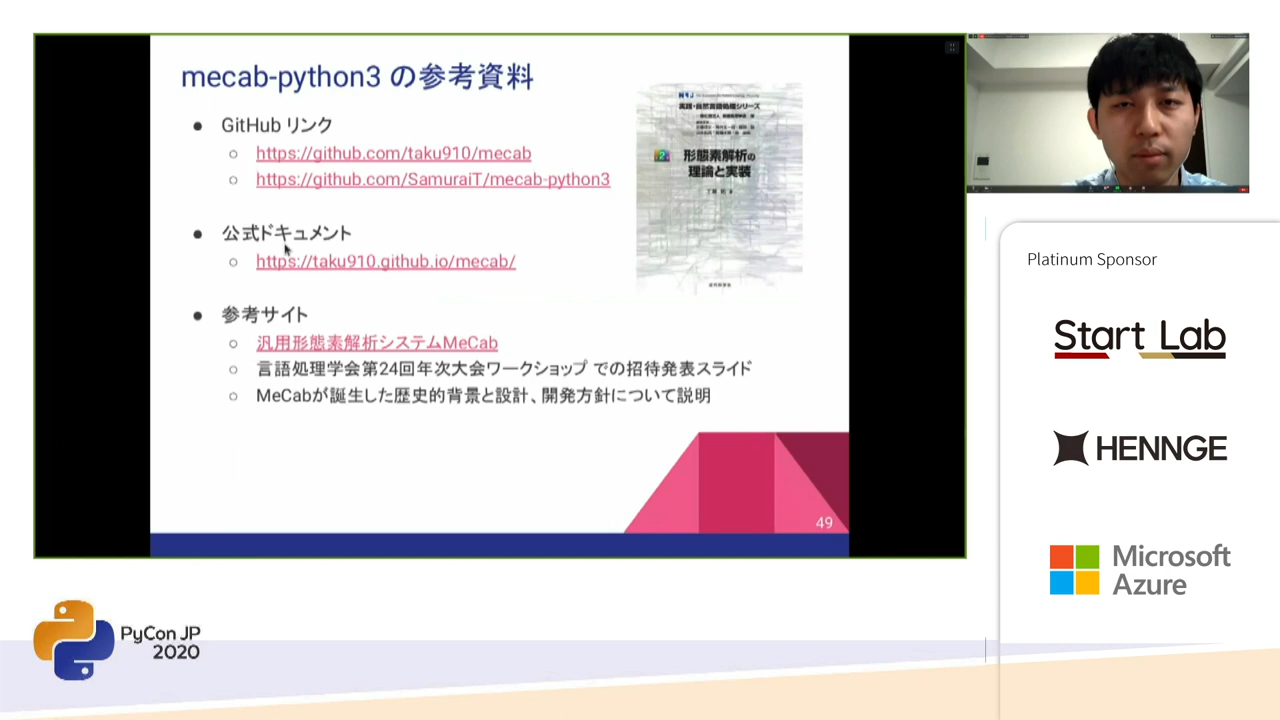 mecab-python3 の参考資料
● GitHub リンク
○ https://github.com/taku910/mecab
○ https://github.com/SamuraiT/mecab-python3
● 公式ドキュメント
○ https://taku910.github.io/mecab/
● 参考サイト
○ 汎用形態素解析システムMeCab
○ 言語処理学会第24回年次大会ワークショップ での招待発表スライド
○ MeCabが誕生した歴史的背景と設計、開発方針について説明
実践・自然言語処理シリーズ
形態素解析の
理論と実装
49
Platinum Sponsor
Start Lab
HENNGE
Microsoft
Azure
PyCon JP
2020